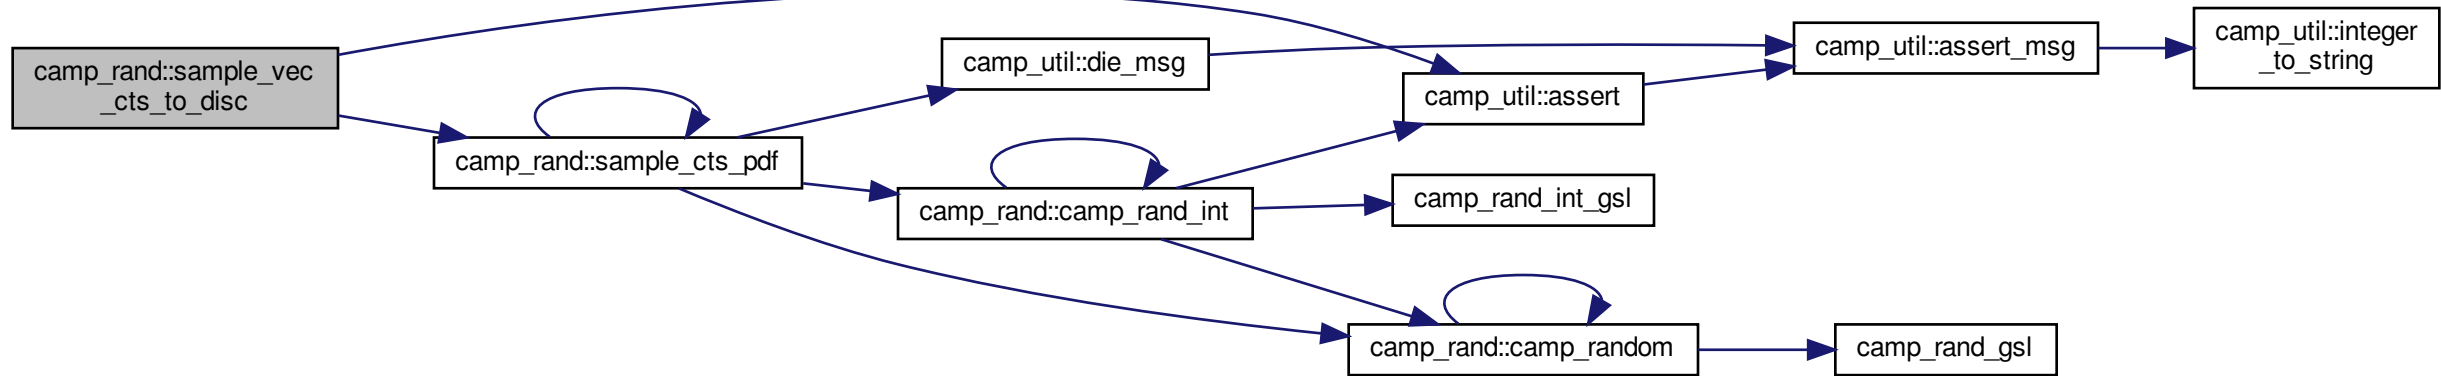 camp_rand::sample_vec
_cts_to_disc
camp_rand::sample_cts_pdf
camp_util::die_msg
camp_rand::camp_rand_int
camp_util::assert
camp_rand_int_gsl
camp_rand::camp_random
camp_util::assert_msg
camp_rand_gsl
camp_util::integer
_to_string